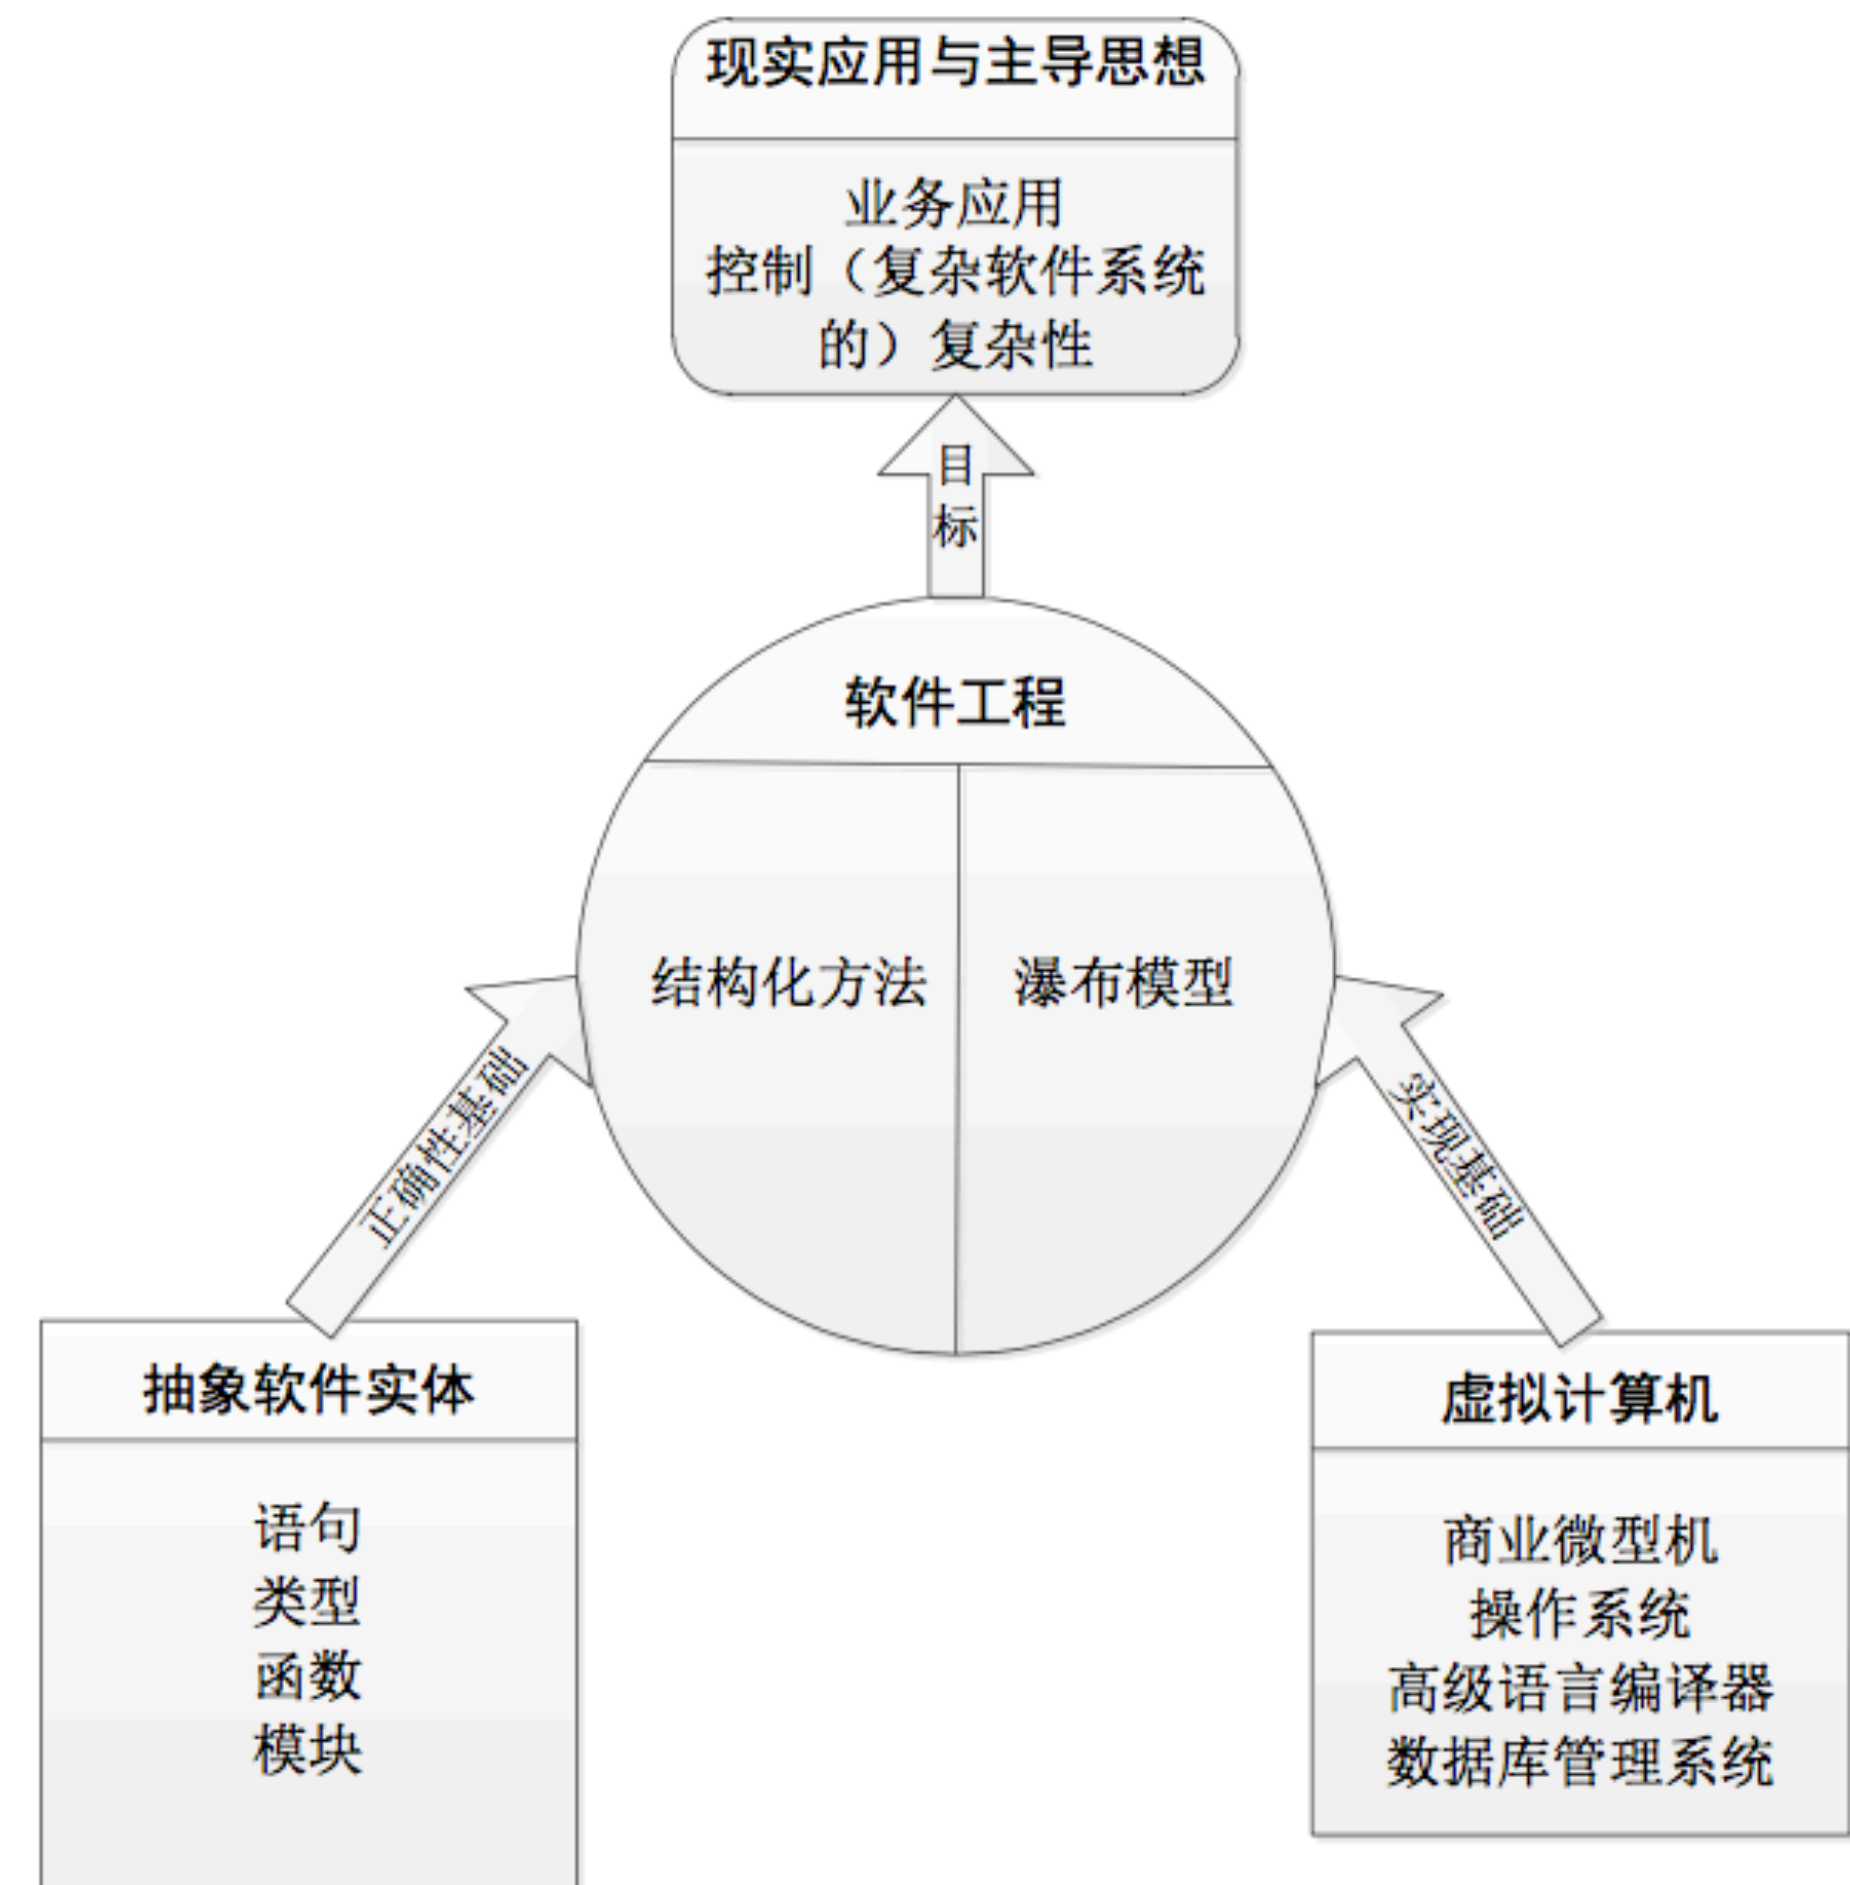 现实应用与主导思想
业务应用
控制（复杂软件系统
的）复杂性
目
标
软件工程
结构化方法
瀑布模型
正确性基础
实现基础
抽象软件实体
语句
类型
函数
模块
虚拟计算机
商业微型机
操作系统
高级语言编译器
数据库管理系统